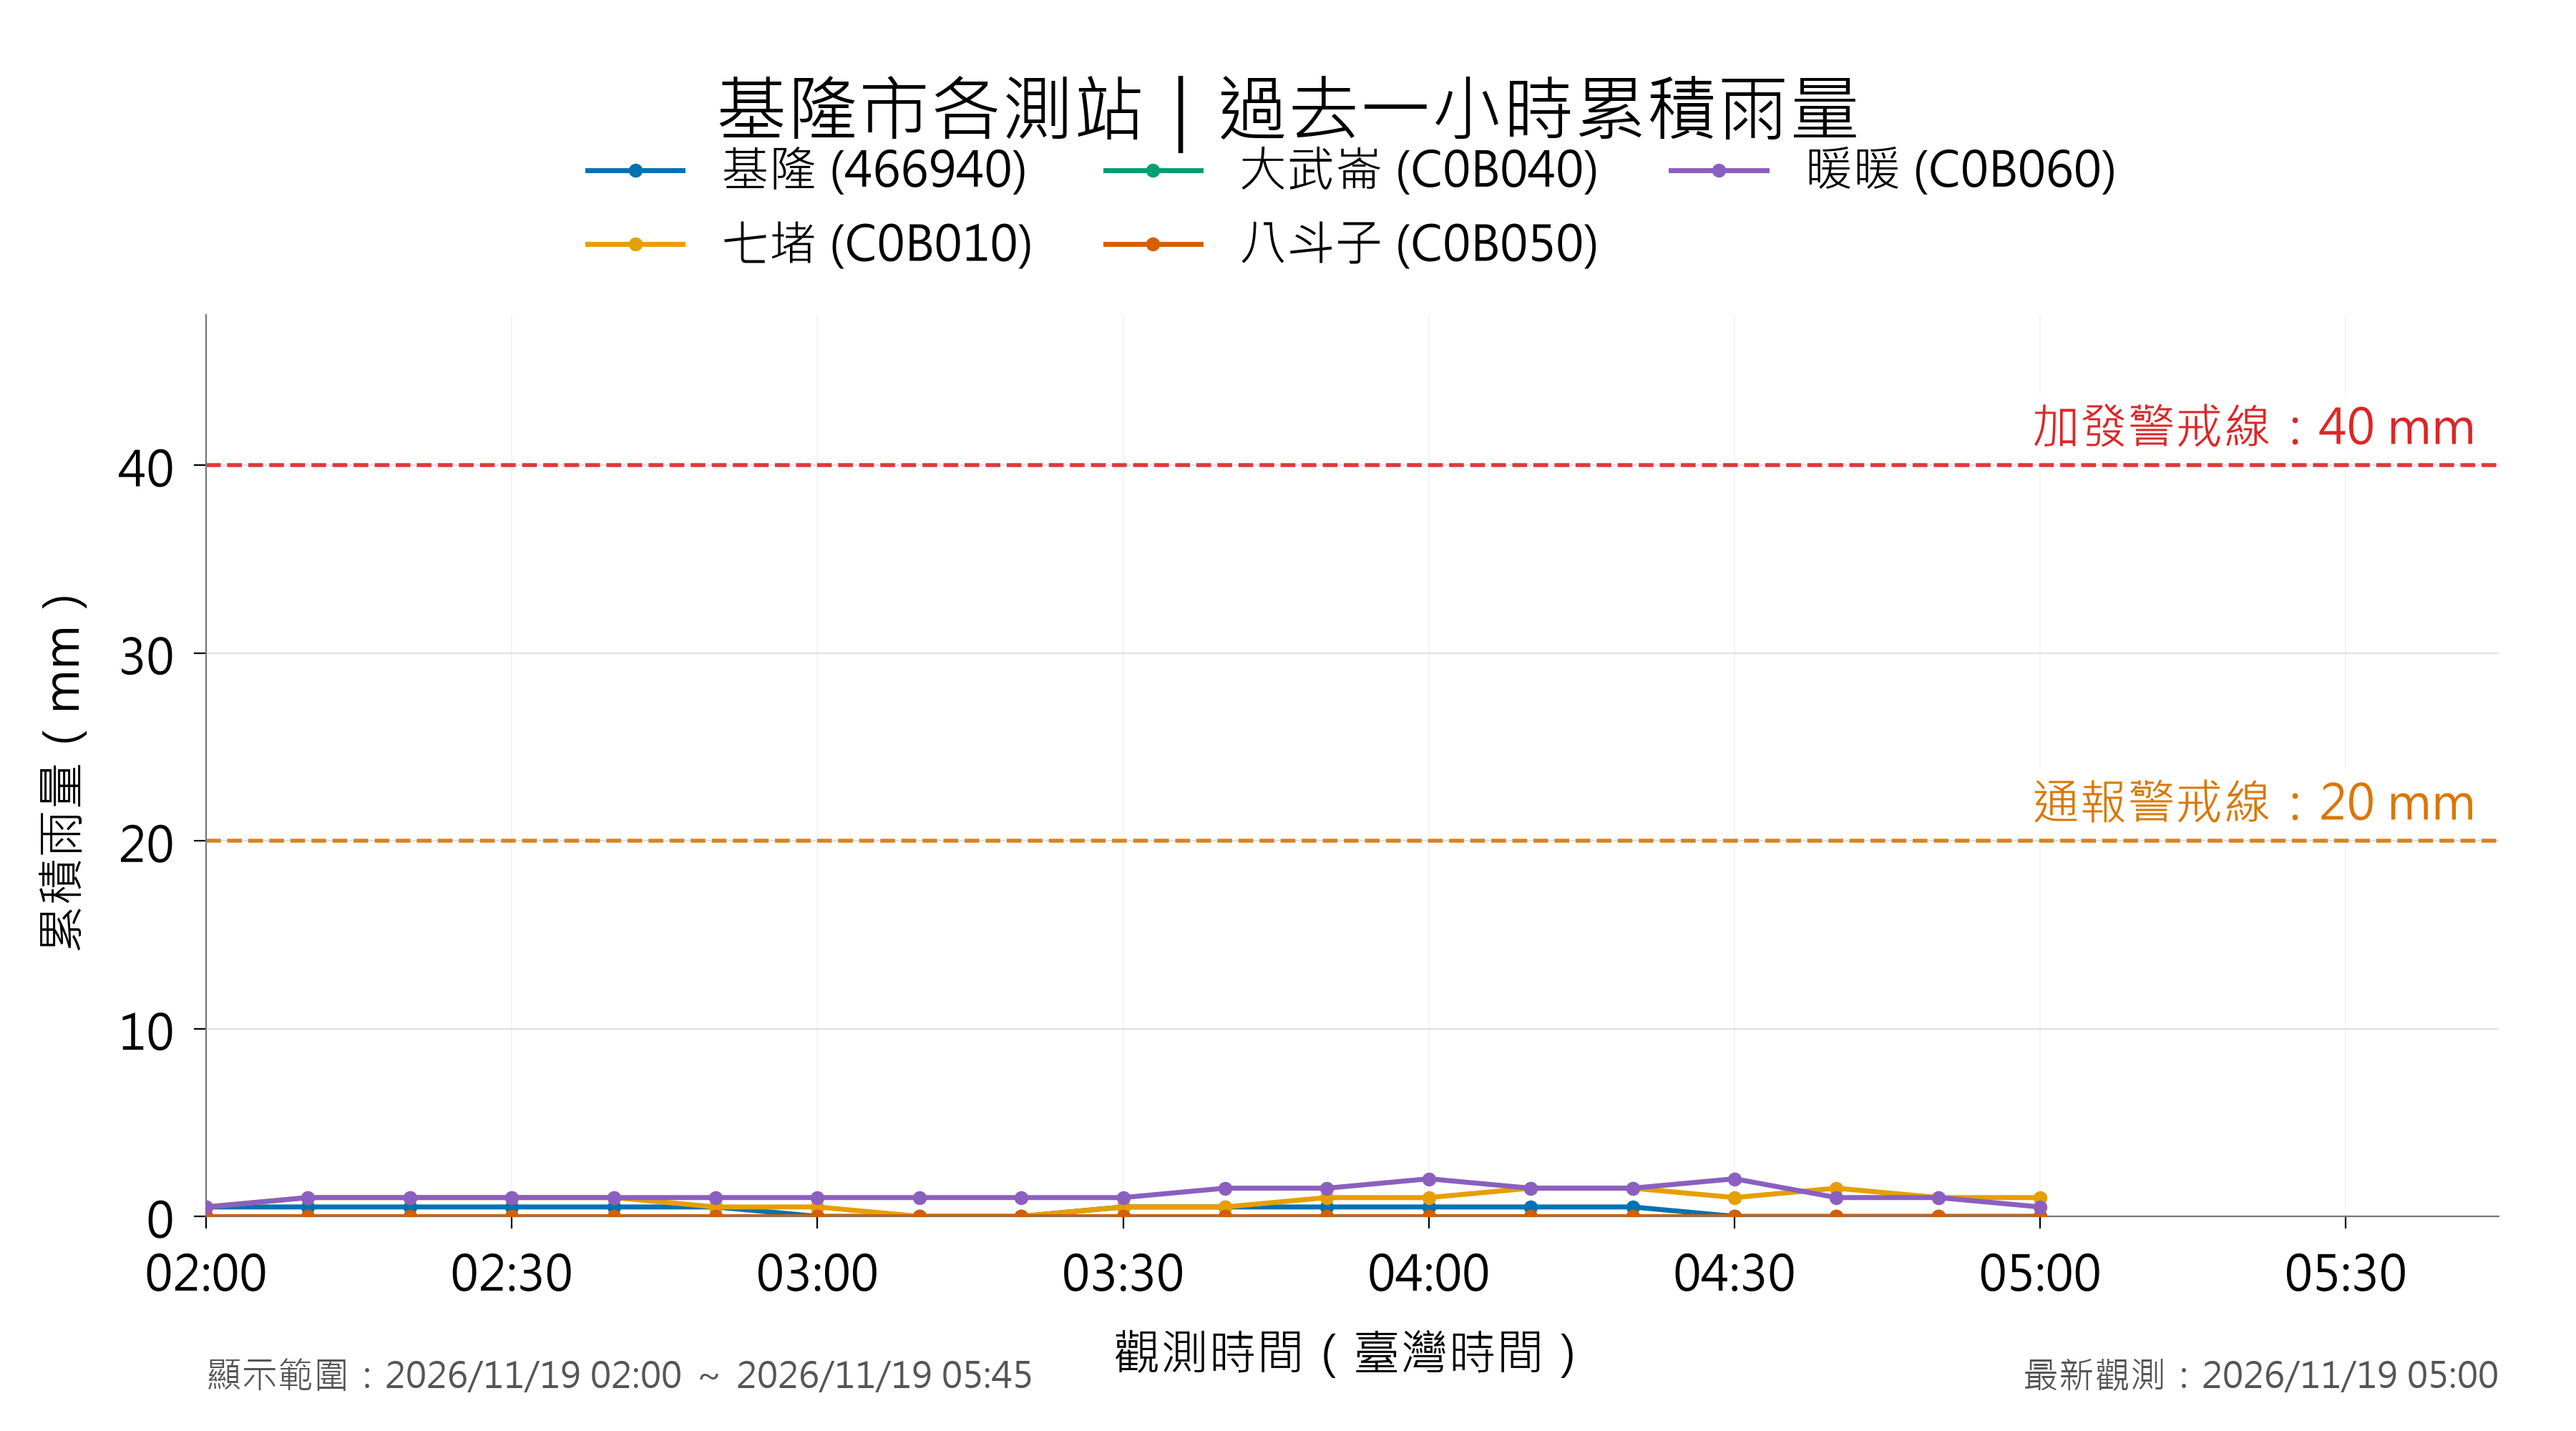 基隆市各測站｜過去一小時累積雨量
基隆 (466940)
大武崙 (C0B040)
暖暖 (C0B060)
七堵 (C0B010)
八斗子 (C0B050)
加發警戒線：40 mm
通報警戒線：20 mm
累積雨量（mm）
40
30
20
10
0
02:00
02:30
03:00
03:30
04:00
04:30
05:00
05:30
觀測時間（臺灣時間）
顯示範圍：2026/11/19 02:00 ~ 2026/11/19 05:45
最新觀測：2026/11/19 05:00